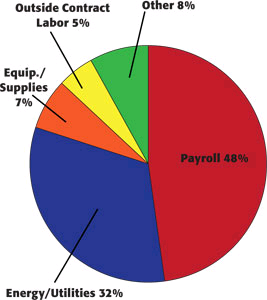 Outside Contract
Labor 5%
Other 8%
Equip./
Supplies
7%
Payroll 48%
Energy/Utilities 32%